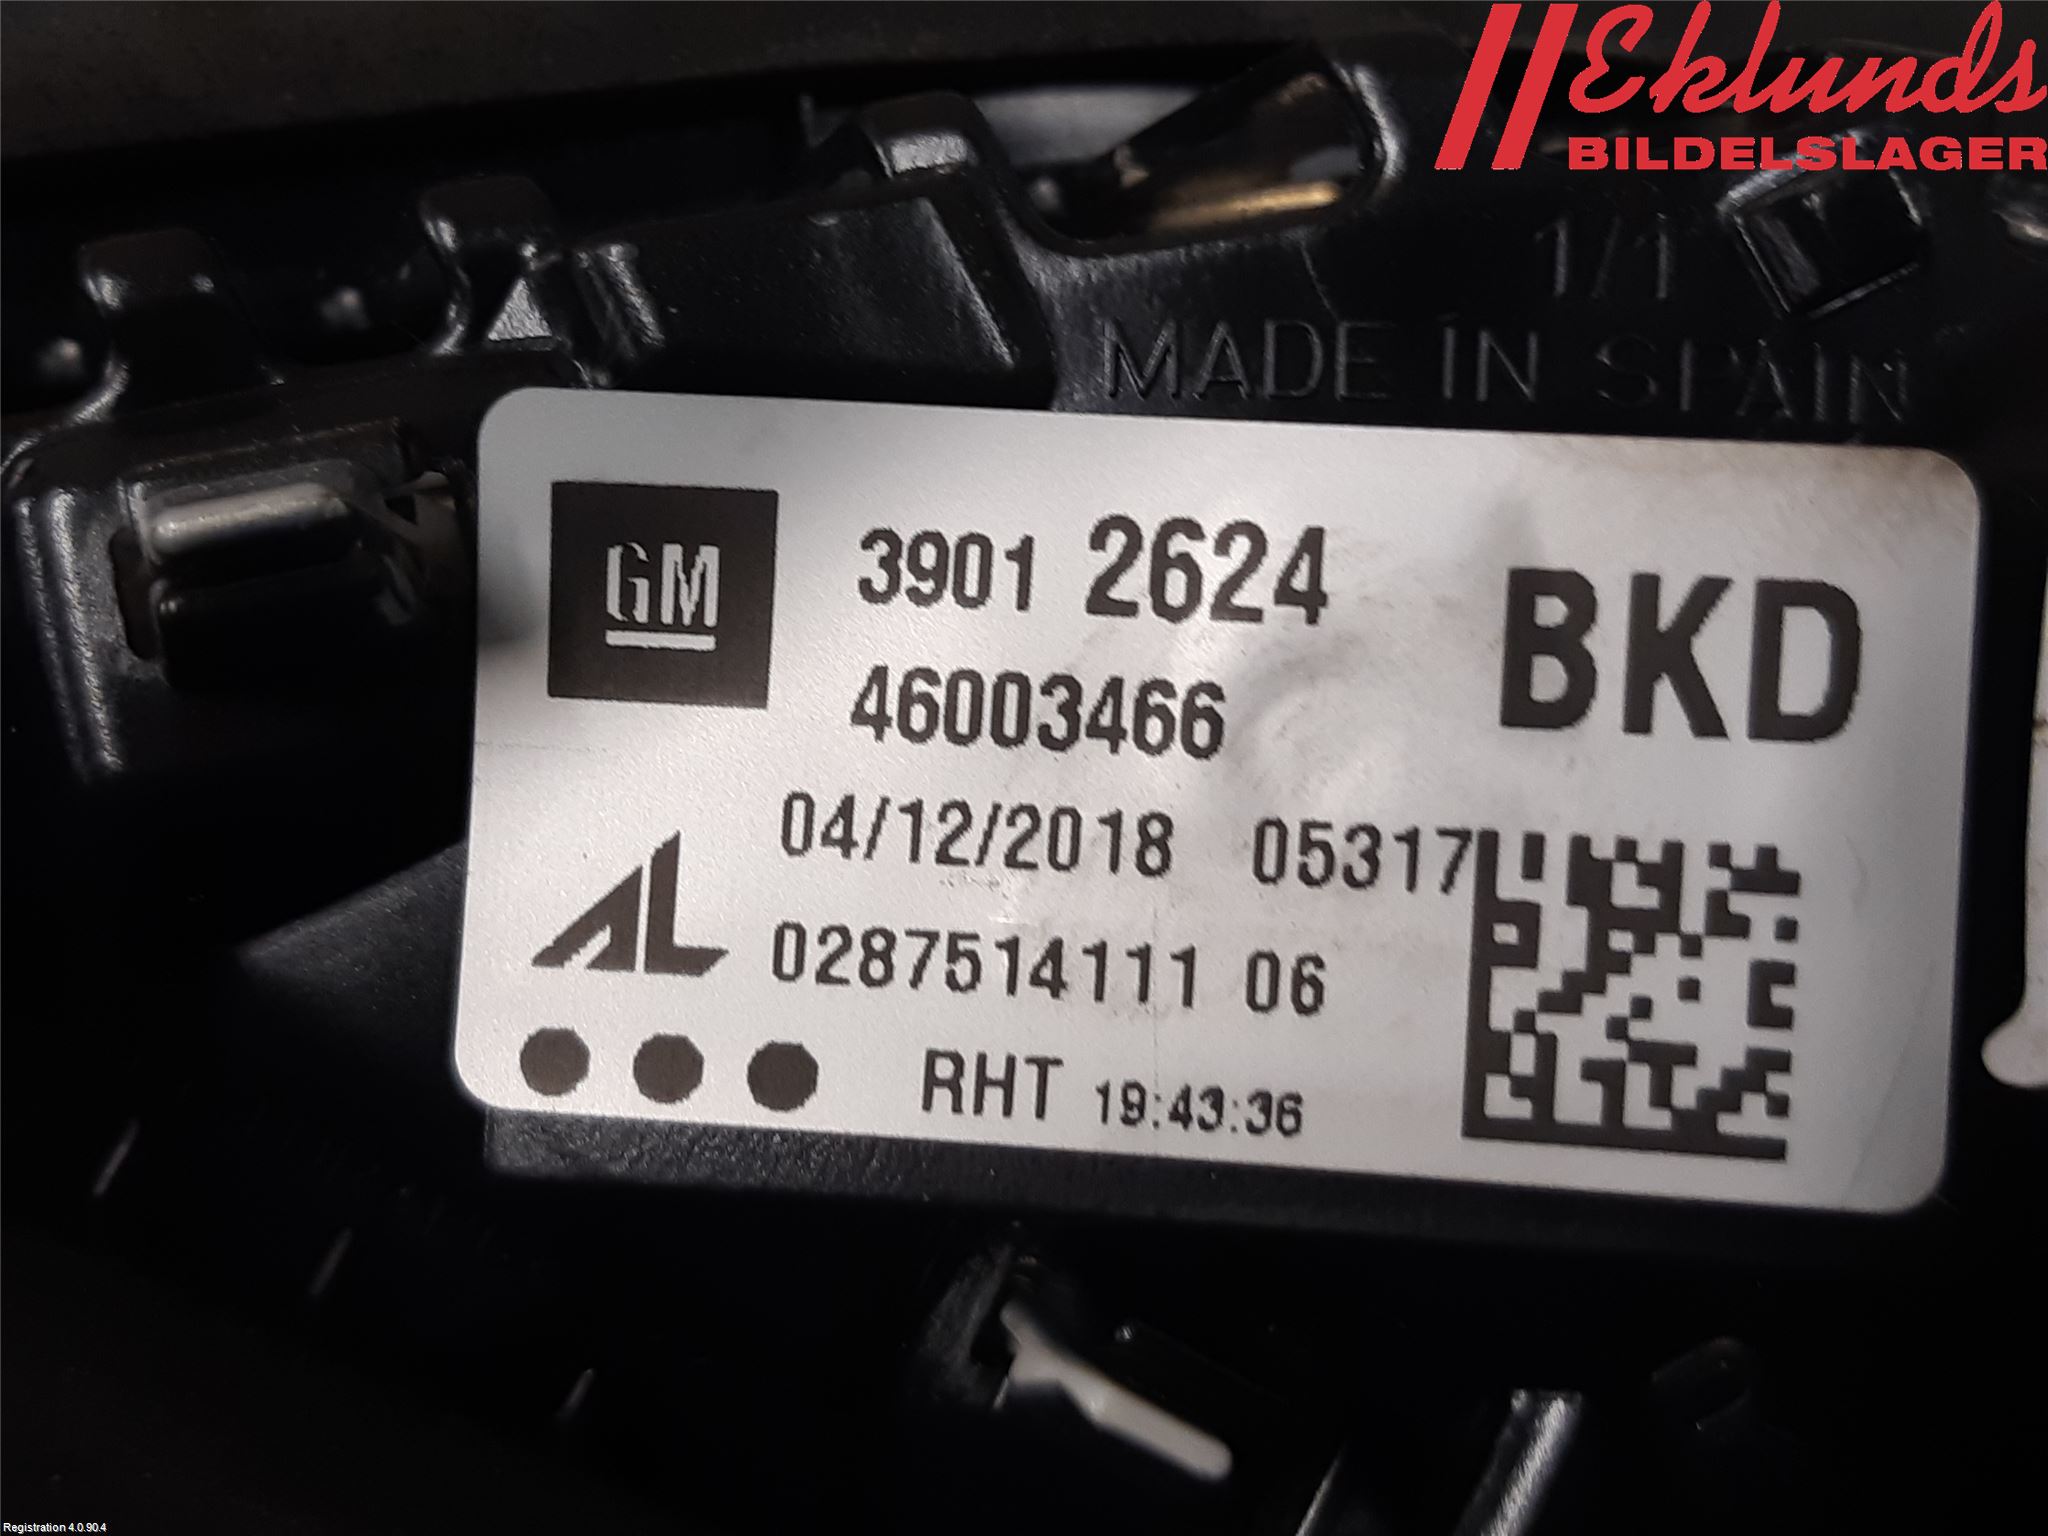 Eklunds
BILDELSLAGER
1/1
MADE IN SPAIN
GM
3901 2624
BKD
46003466
04/12/2018 05317
AL
0287514111 06
RHT 19:43:36
Registration 4.0.90.4